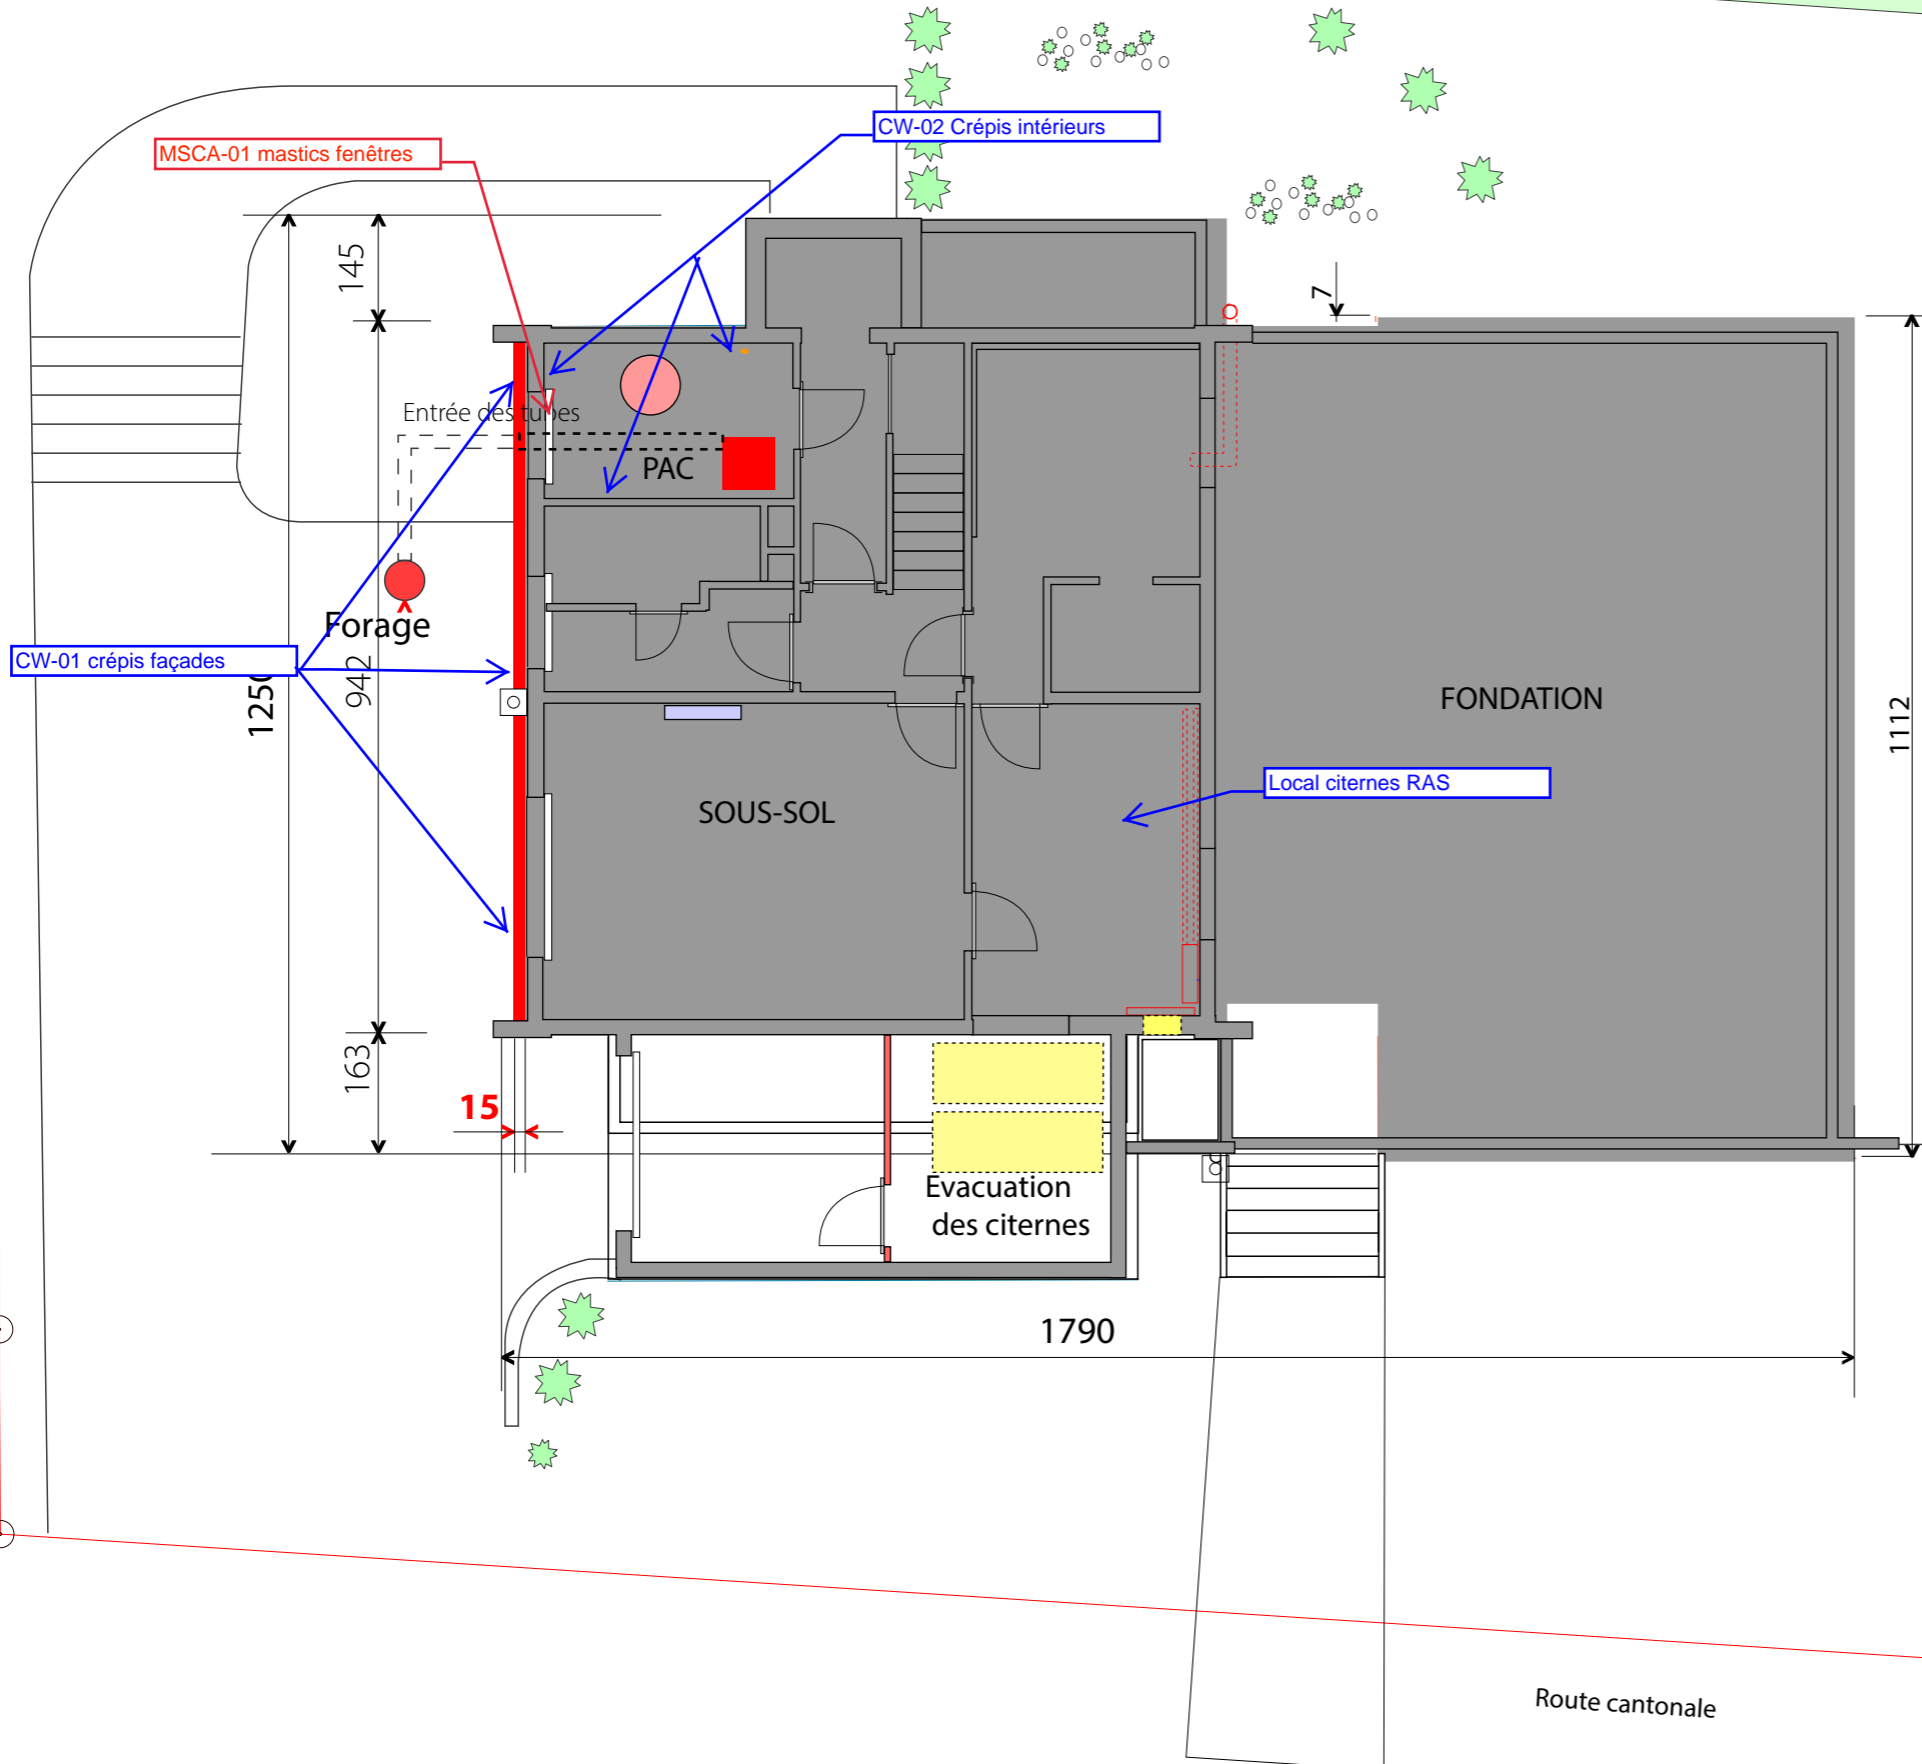 CW-02 Crépis intérieurs
MSCA-01 mastics fenêtres
145
7
Entrée des tubes
PAC
Forage
CW-01 crépis façades
942
1250
FONDATION
1112
Local citernes RAS
SOUS-SOL
163
15
Evacuation
des citernes
1790
Route cantonale